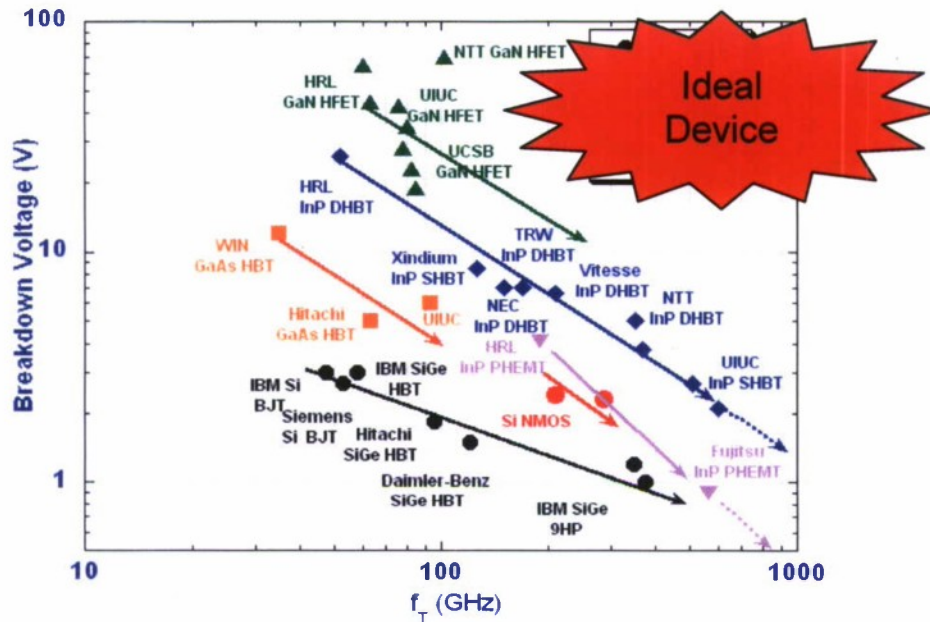 100
10
1
Breakdown Voltage (V)
10
100
1000
f_T (GHz)
Ideal
Device
NTT GaN HFET
HRL
GaN HFET
UIUC
GaN HFET
UCSB
GaN HFET
HRL
InP DHBT
TRW
InP DHBT
WIN
GaAs HBT
Xindium
InP SHBT
Vitesse
InP DHBT
NEC
InP DHBT
NTT
InP DHBT
Hitachi
GaAs HBT
UIUC
HRL
InP PHEMT
UIUC
InP SHBT
IBM SiGe
HBT
IBM Si
BJT
Siemens
Si BJT
Si NMOS
Hitachi
SiGe HBT
Fujitsu
InP PHEMT
Daimler-Benz
SiGe HBT
IBM SiGe
9HP